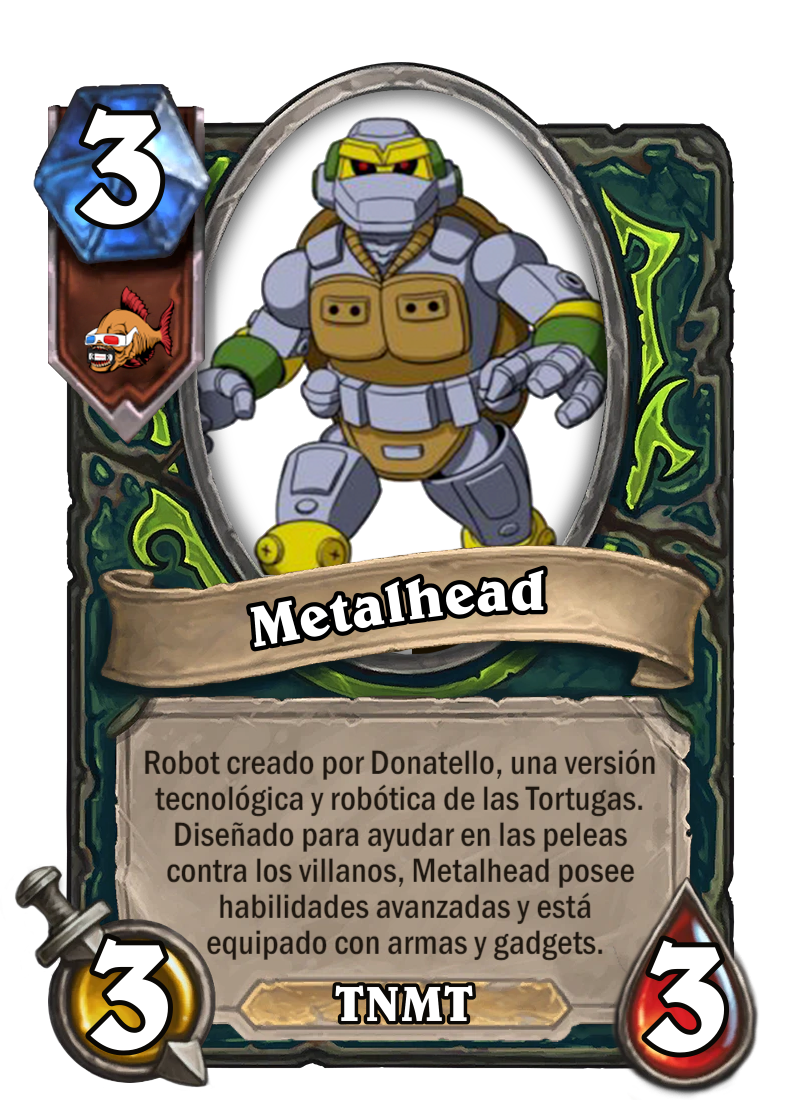 3
Metalhead
Robot creado por Donatello, una versión
tecnológica y robótica de las Tortugas.
Diseñado para ayudar en las peleas
contra los villanos, Metalhead posee
habilidades avanzadas y está
equipado con armas y gadgets.
3
TNMT
3